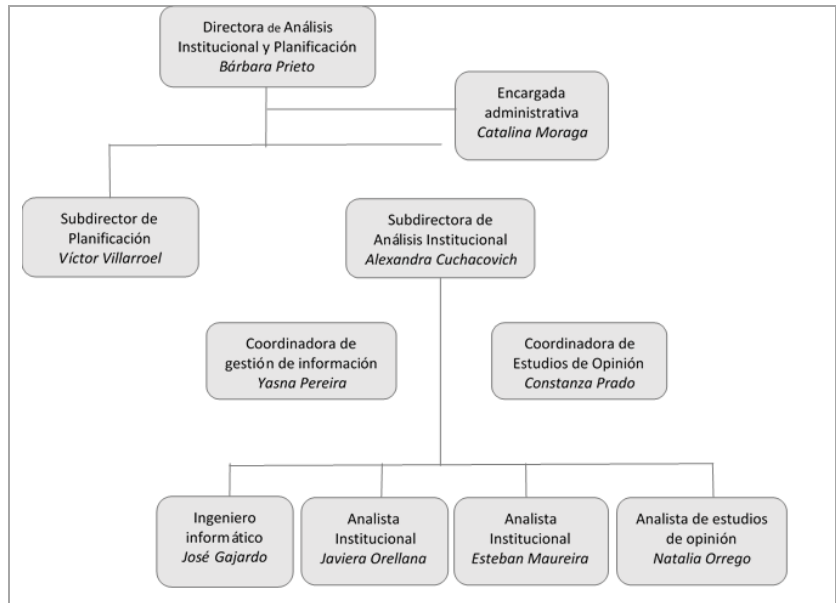 Directora de Análisis
Institucional y Planificación
Bárbara Prieto
Encargada
administrativa
Catalina Moraga
Subdirector de
Planificación
Víctor Villarroel
Subdirectora de
Análisis Institucional
Alexandra Cuchacovich
Coordinadora de
gestión de información
Yasna Pereira
Coordinadora de
Estudios de Opinión
Constanza Prado
Ingeniero
informático
José Gajardo
Analista
Institucional
Javiera Orellana
Analista
Institucional
Esteban Maureira
Analista de estudios
de opinión
Natalia Orrego